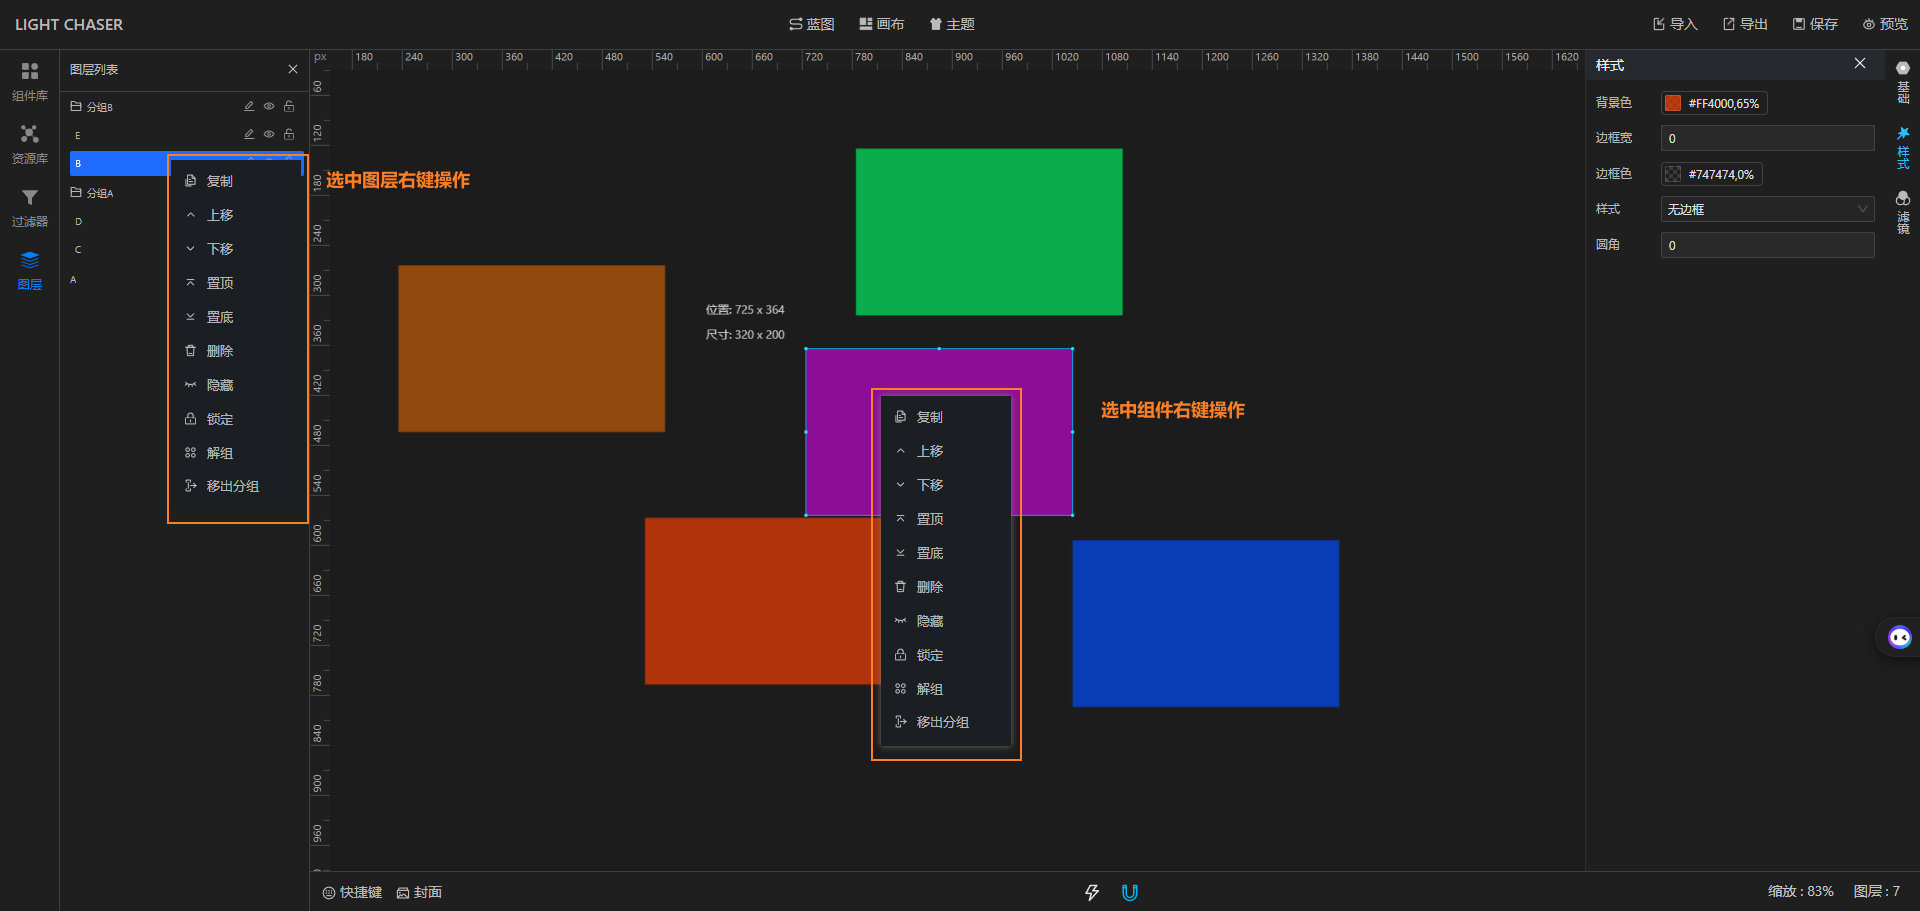 LIGHT CHASER
蓝图
画布
主题
导入
导出
保存
预览
组件库
资源库
过滤器
图层
图层列表
分组B
E
B
分组A
D
C
A
复制
上移
下移
置顶
置底
删除
隐藏
锁定
解组
移出分组
选中图层右键操作
px
180 240 300 360 420 480 540 600 660 720 780 840 900 960 1020 1080 1140 1200 1260 1320 1380 1440 1500 1560 1620
60
120
180
240
300
360
420
480
540
600
660
720
780
840
900
960
位置: 725 x 364
尺寸: 320 x 200
复制
上移
下移
置顶
置底
删除
隐藏
锁定
解组
移出分组
选中组件右键操作
样式
背景色
#FF4000,65%
边框宽
0
边框色
#747474,0%
样式
无边框
圆角
0
基础
样式
滤镜
快捷键
封面
缩放 : 83%
图层 : 7